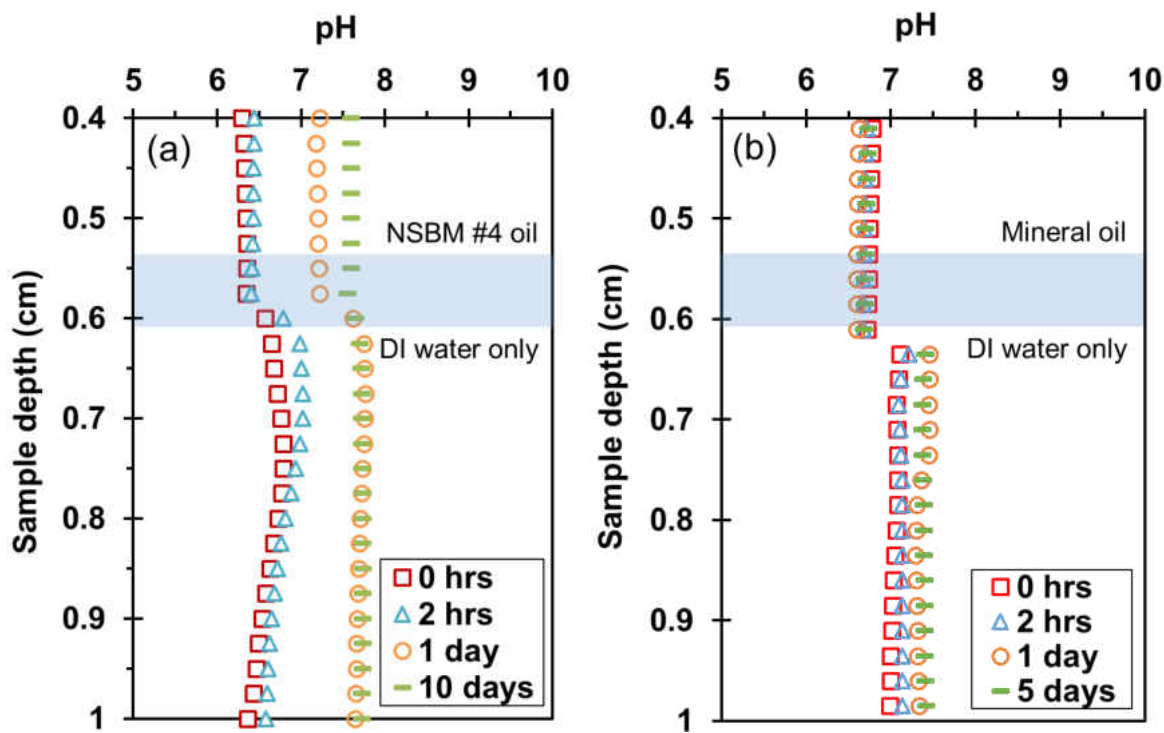 pH
5 6 7 8 9 10
0.4
0.5
0.6
0.7
0.8
0.9
1
Sample depth (cm)
(a)
NSBM #4 oil
DI water only
0 hrs
2 hrs
1 day
10 days
pH
5 6 7 8 9 10
0.4
0.5
0.6
0.7
0.8
0.9
1
Sample depth (cm)
(b)
Mineral oil
DI water only
0 hrs
2 hrs
1 day
5 days